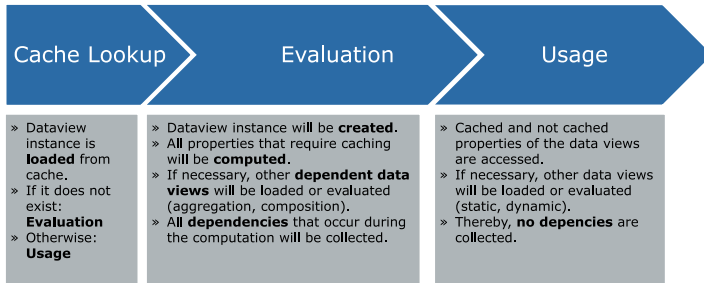 Cache Lookup
Evaluation
Usage
» Dataview
instance is
loaded from
cache.
» If it does not
exist:
Evaluation
» Otherwise:
Usage
» Dataview instance will be created.
» All properties that require caching
will be computed.
» If necessary, other dependent data
views will be loaded or evaluated
(aggregation, composition).
» All dependencies that occur during
the computation will be collected.
» Cached and not cached
properties of the data views
are accessed.
» If necessary, other data views
will be loaded or evaluated
(static, dynamic).
» Thereby, no depencies are
collected.